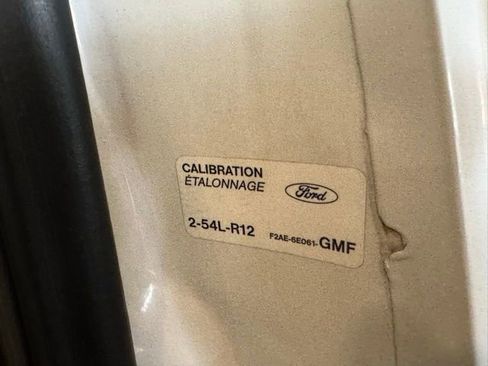 CALIBRATION
ÉTALONNAGE
Ford
2-54L-R12
F2AE-6E061-GMF